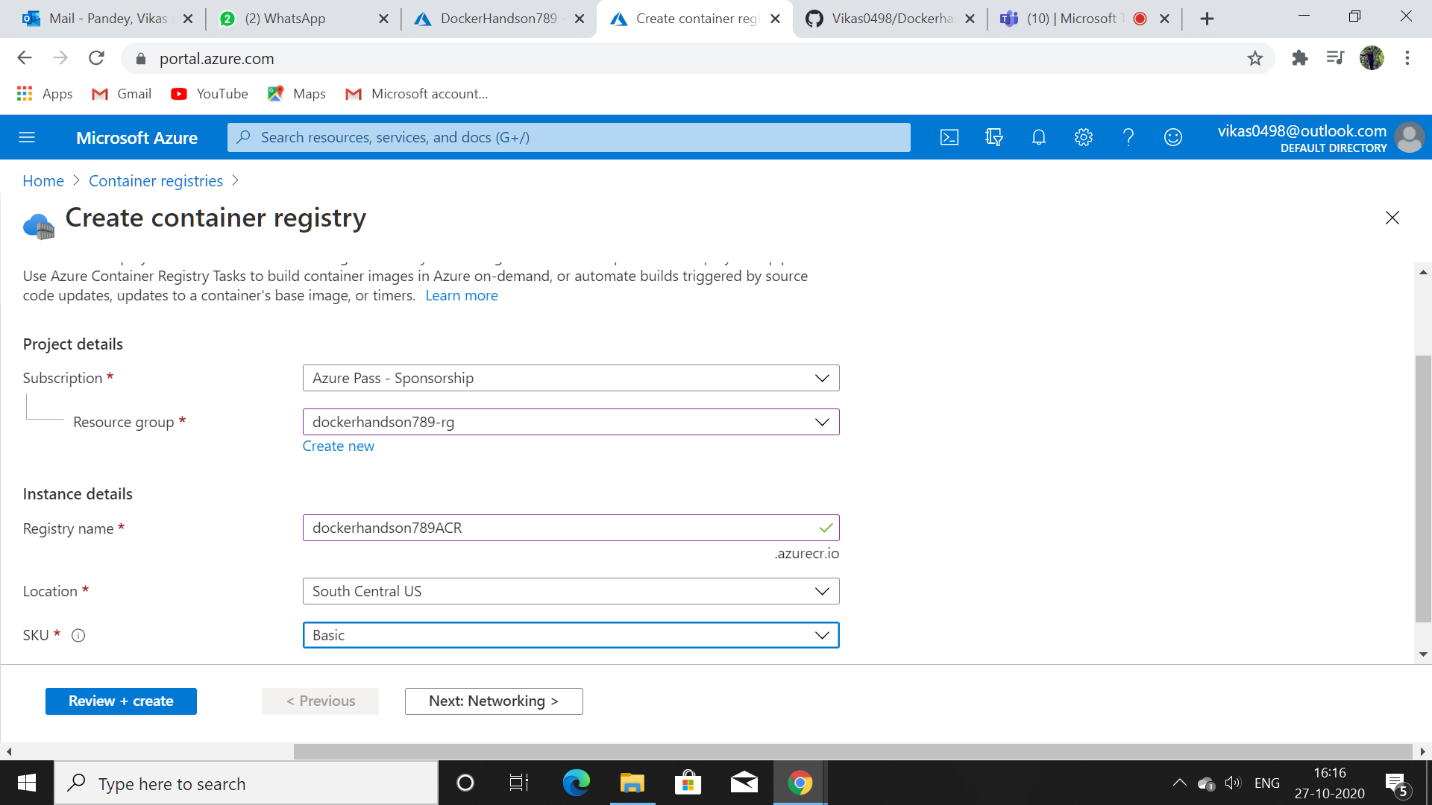 Mail - Pandey, Vikas
(2) WhatsApp
DockerHandson789
Create container regi
Vikas0498/Dockerha
(10) | Microsoft T
portal.azure.com
Apps
Gmail
YouTube
Maps
Microsoft account...
Microsoft Azure
Search resources, services, and docs (G+/)
vikas0498@outlook.com
DEFAULT DIRECTORY
Home > Container registries >
Create container registry
Use Azure Container Registry Tasks to build container images in Azure on-demand, or automate builds triggered by source
code updates, updates to a container's base image, or timers. Learn more
Project details
Subscription *
Azure Pass - Sponsorship
Resource group *
dockerhandson789-rg
Create new
Instance details
Registry name *
dockerhandson789ACR
.azurecr.io
Location *
South Central US
SKU *
Basic
Review + create
< Previous
Next: Networking >
Type here to search
ENG
16:16
27-10-2020
5